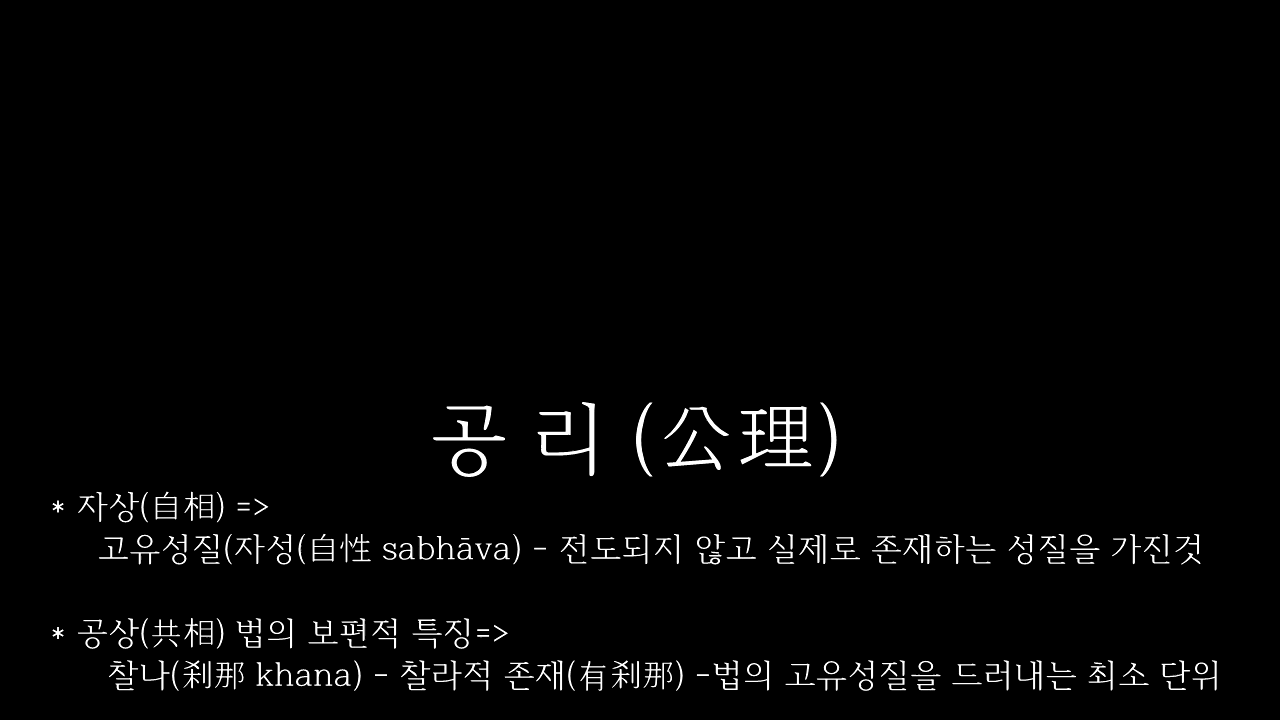 공 리 (公理)
* 자상(自相) =>
고유성질(자성(自性 sabhāva) - 전도되지 않고 실제로 존재하는 성질을 가진것
* 공상(共相) 법의 보편적 특징=>
찰나(刹那 khana) - 찰라적 존재(有刹那) -법의 고유성질을 드러내는 최소 단위